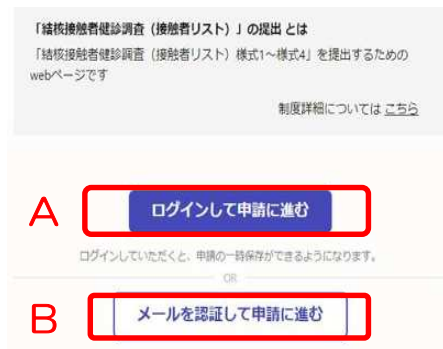 「結核接触者健診調査（接触者リスト）」の提出 とは
「結核接触者健診調査（接触者リスト）様式1～様式4」を提出するための
webページです
制度詳細については こちら
A
ログインして申請に進む
ログインしていただくと、申請の一時保存ができるようになります。
OR
B
メールを認証して申請に進む